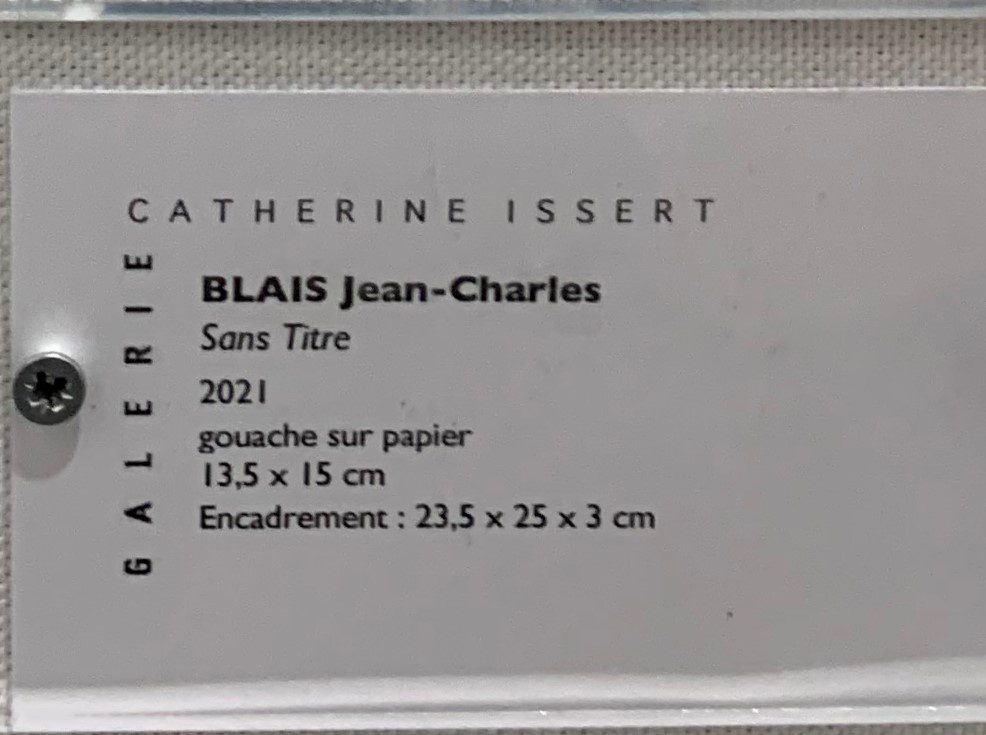 CATHERINE ISSERT
GALERIE
BLAIS Jean-Charles
Sans Titre
2021
gouache sur papier
13,5 x 15 cm
Encadrement : 23,5 x 25 x 3 cm